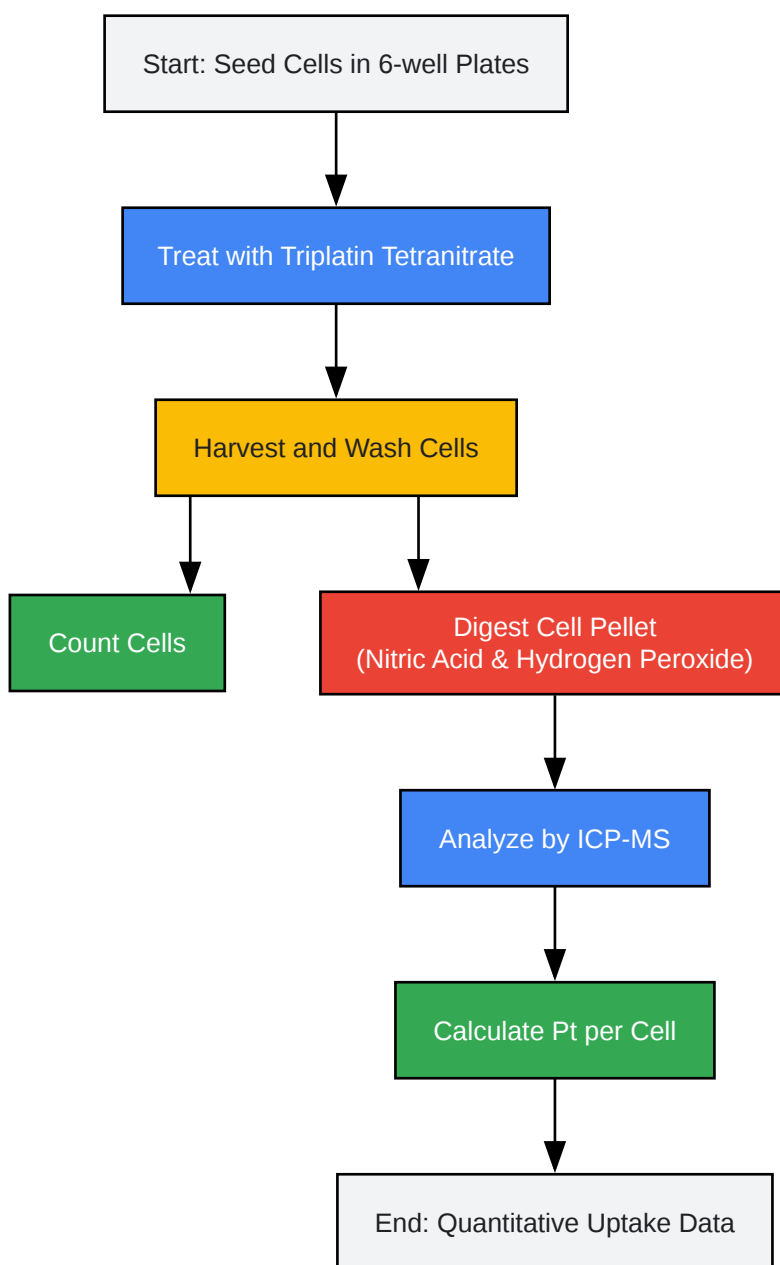 Start: Seed Cells in 6-well Plates
Treat with Triplatin Tetranitrate
Harvest and Wash Cells
Count Cells
Digest Cell Pellet
(Nitric Acid & Hydrogen Peroxide)
Analyze by ICP-MS
Calculate Pt per Cell
End: Quantitative Uptake Data